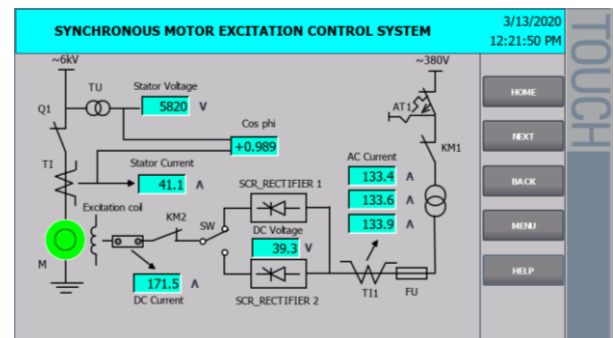 SYNCHRONOUS MOTOR EXCITATION CONTROL SYSTEM
3/13/2020
12:21:50 PM
TOUCH
~6kV
~380V
TU
Stator Voltage
5820 V
Q1
AT1
Cos phi
+0.989
KM1
TI
Stator Current
41.1 A
AC Current
133.4 A
133.6 A
133.9 A
SCR_RECTIFIER 1
Excitation coil
KM2
SW
DC Voltage
39.3 V
M
171.5 A
DC Current
SCR_RECTIFIER 2
TI1
FU
HOME
NEXT
BACK
MENU
HELP